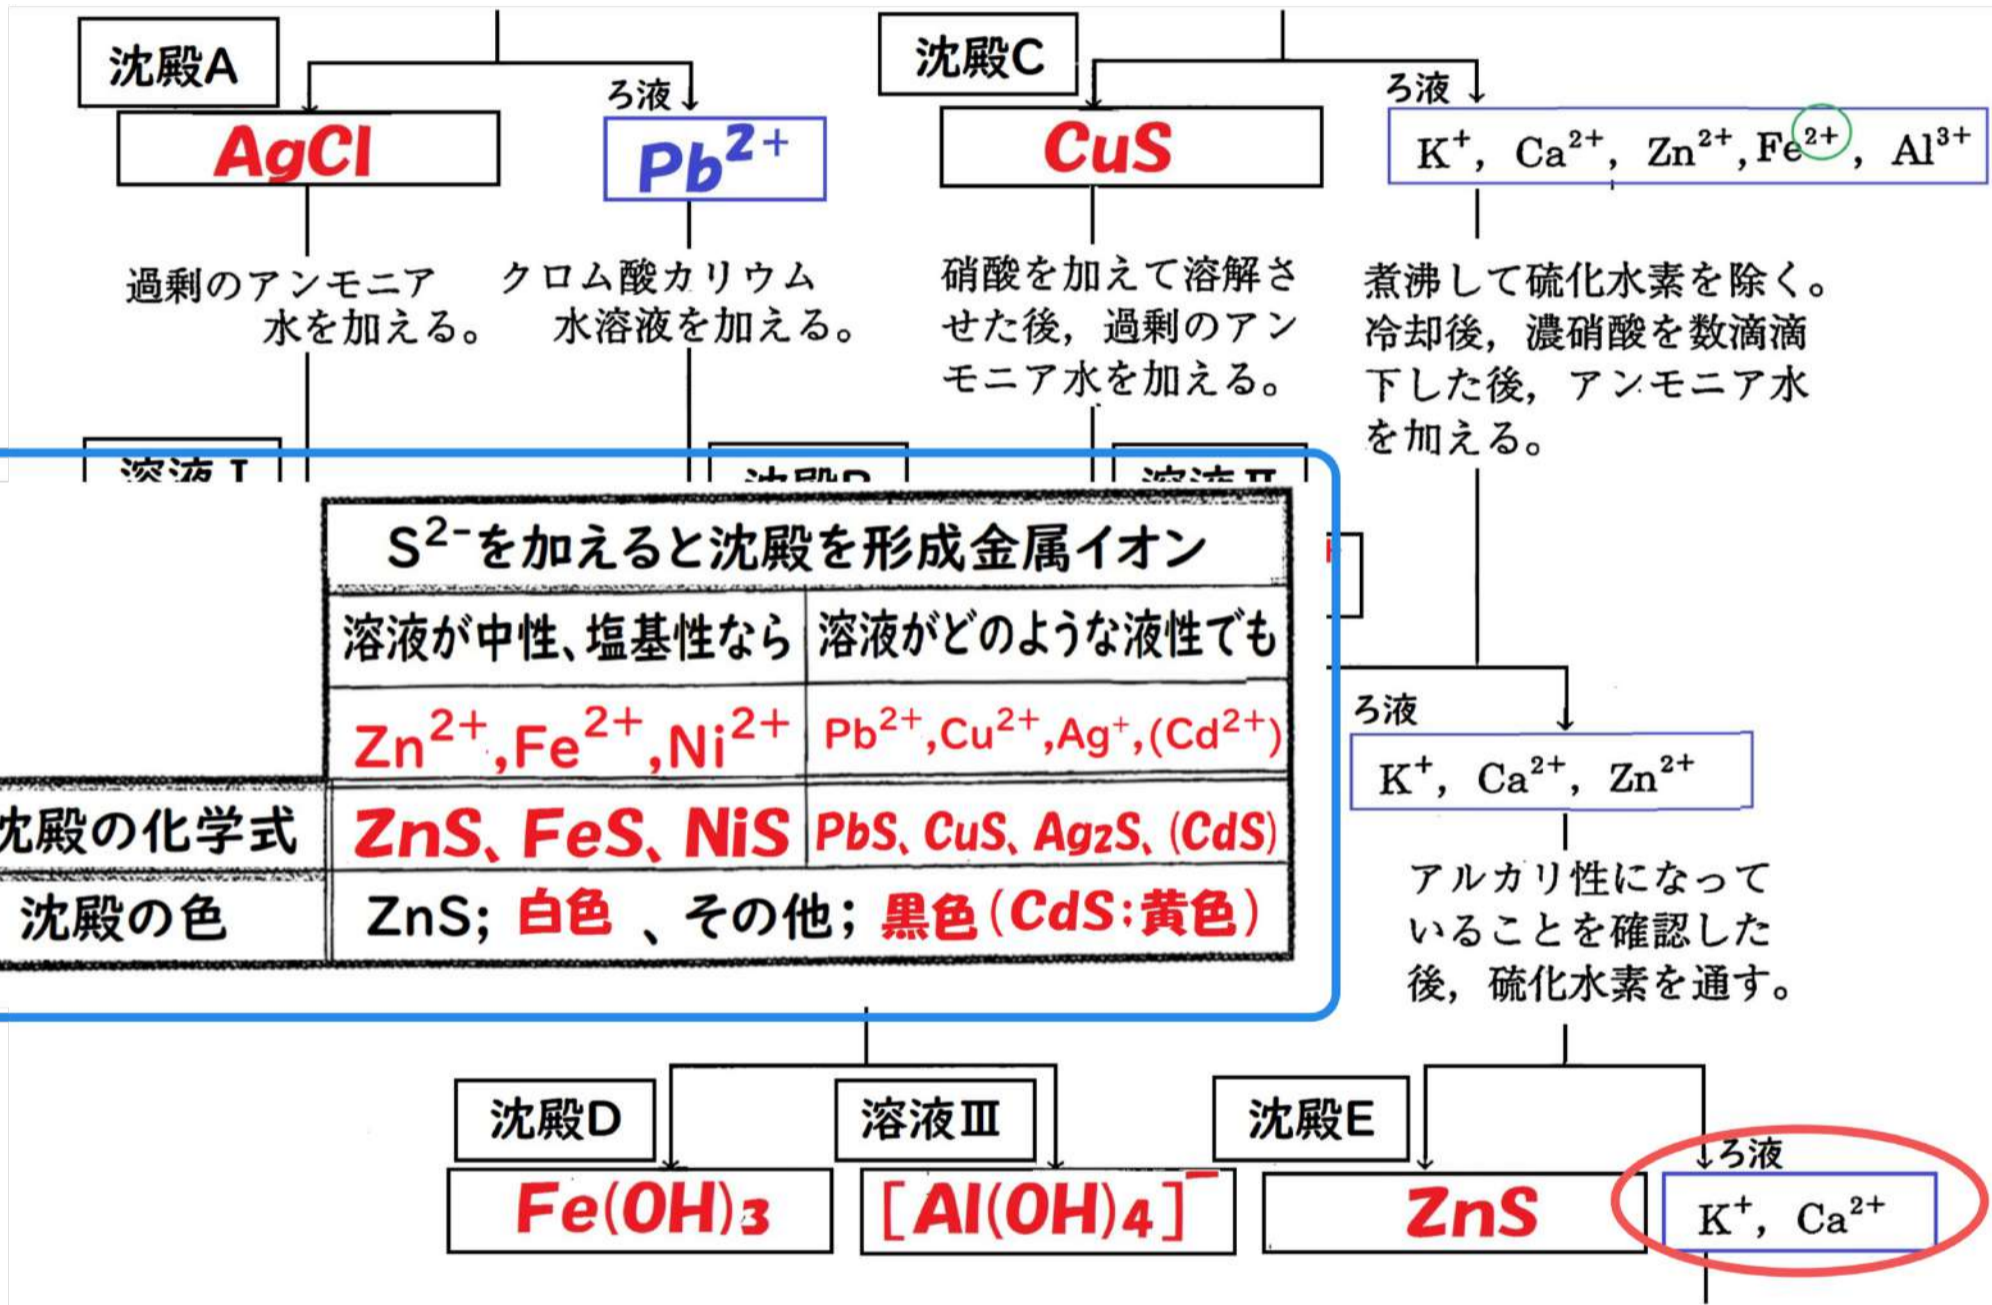 沈殿A
AgCl
ろ液
Pb²⁺
沈殿C
CuS
ろ液
K⁺, Ca²⁺, Zn²⁺, Fe²⁺, Al³⁺
過剰のアンモニア
水を加える。
クロム酸カリウム
水溶液を加える。
硝酸を加えて溶解さ
せた後，過剰のアン
モニア水を加える。
煮沸して硫化水素を除く。
冷却後，濃硝酸を数滴滴
下した後，アンモニア水
を加える。
溶液Ⅰ
沈殿B
溶液Ⅱ
S²⁻を加えると沈殿を形成金属イオン
溶液が中性、塩基性なら
溶液がどのような液性でも
Zn²⁺,Fe²⁺,Ni²⁺
Pb²⁺,Cu²⁺,Ag⁺,(Cd²⁺)
沈殿の化学式
ZnS、FeS、NiS
PbS、CuS、Ag₂S、(CdS)
沈殿の色
ZnS; 白色 、その他; 黒色(CdS:黄色)
ろ液
K⁺, Ca²⁺, Zn²⁺
アルカリ性になって
いることを確認した
後，硫化水素を通す。
沈殿D
Fe(OH)₃
溶液Ⅲ
[Al(OH)₄]⁻
沈殿E
ZnS
ろ液
K⁺, Ca²⁺